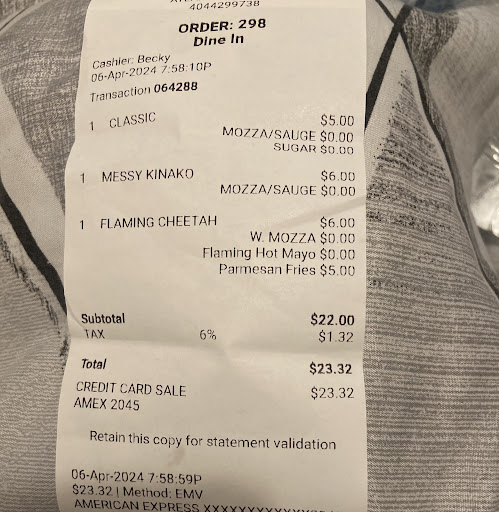 4044299738
ORDER: 298
Dine In
Cashier: Becky
06-Apr-2024 7:58:10P
Transaction 064288
1 CLASSIC $5.00
MOZZA/SAUGE $0.00
SUGAR $0.00
1 MESSY KINAKO $6.00
MOZZA/SAUGE $0.00
1 FLAMING CHEETAH $6.00
W. MOZZA $0.00
Flaming Hot Mayo $0.00
Parmesan Fries $5.00
Subtotal $22.00
TAX 6% $1.32
Total $23.32
CREDIT CARD SALE $23.32
AMEX 2045
Retain this copy for statement validation
06-Apr-2024 7:58:59P
$23.32 | Method: EMV
AMERICAN EXPRESS